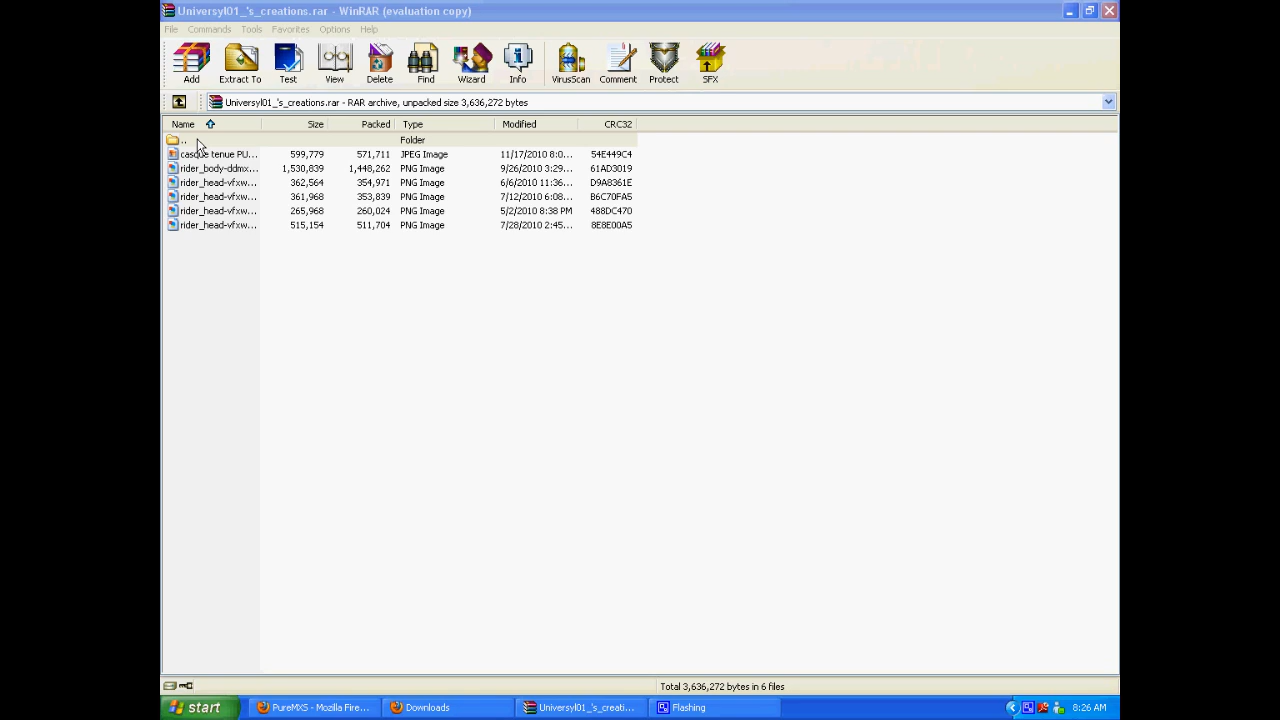 Universyl01_'s_creations.rar - WinRAR (evaluation copy)
File Commands Tools Favorites Options Help
Add Extract To Test View Delete Find Wizard Info VirusScan Comment Protect SFX
Universyl01_'s_creations.rar - RAR archive, unpacked size 3,636,272 bytes
Name Size Packed Type Modified CRC32
.. Folder
casque tenue PU... 599,779 571,711 JPEG Image 11/17/2010 8:0... 54E449C4
rider_body-ddmx... 1,530,839 1,448,262 PNG Image 9/26/2010 3:29... 61AD3019
rider_head-vfxw... 362,564 354,971 PNG Image 6/6/2010 11:36... D9A8361E
rider_head-vfxw... 361,968 353,839 PNG Image 7/12/2010 6:08... B6C70FA5
rider_head-vfxw... 265,968 260,024 PNG Image 5/2/2010 8:38 PM 488DC470
rider_head-vfxw... 515,154 511,704 PNG Image 7/28/2010 2:45... 8E8E00A5
Total 3,636,272 bytes in 6 files
start PureMXS - Mozilla Fire... Downloads Universyl01_'s_creati... Flashing 8:26 AM